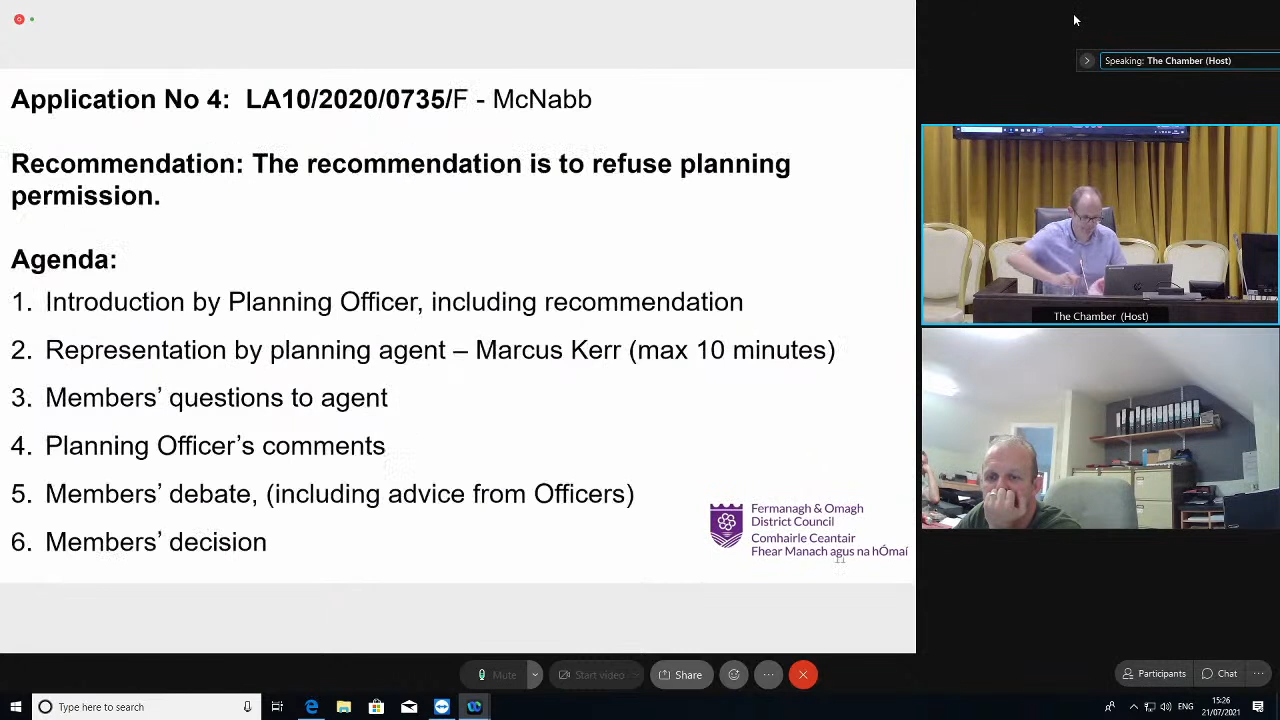 Application No 4: LA10/2020/0735/F - McNabb
Recommendation: The recommendation is to refuse planning
permission.
Agenda:
1. Introduction by Planning Officer, including recommendation
2. Representation by planning agent – Marcus Kerr (max 10 minutes)
3. Members’ questions to agent
4. Planning Officer’s comments
5. Members’ debate, (including advice from Officers)
6. Members’ decision
Fermanagh & Omagh
District Council
Comhairle Ceantair
Fhear Manach agus na hÓmaí
11
Speaking: The Chamber (Host)
The Chamber (Host)
Mute
Start video
Share
Participants
Chat
Type here to search
ENG
15:26
21/07/2021